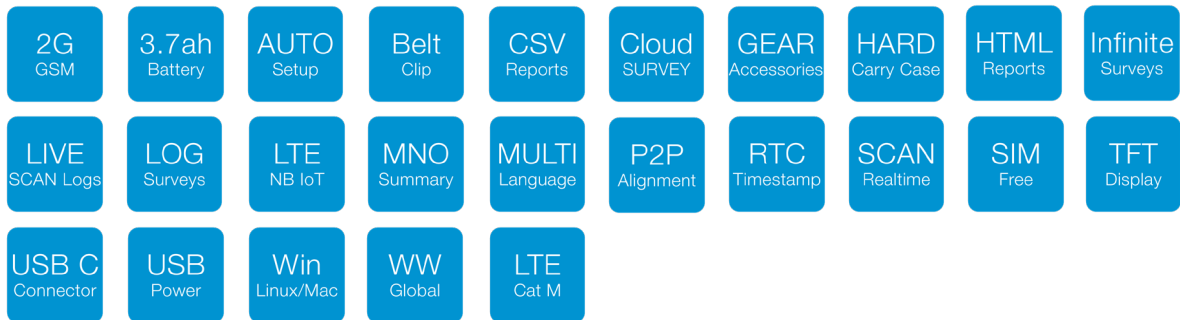 2G
GSM
3.7ah
Battery
AUTO
Setup
Belt
Clip
CSV
Reports
Cloud
SURVEY
GEAR
Accessories
HARD
Carry Case
HTML
Reports
Infinite
Surveys
LIVE
SCAN Logs
LOG
Surveys
LTE
NB IoT
MNO
Summary
MULTI
Language
P2P
Alignment
RTC
Timestamp
SCAN
Realtime
SIM
Free
TFT
Display
USB C
Connector
USB
Power
Win
Linux/Mac
WW
Global
LTE
Cat M